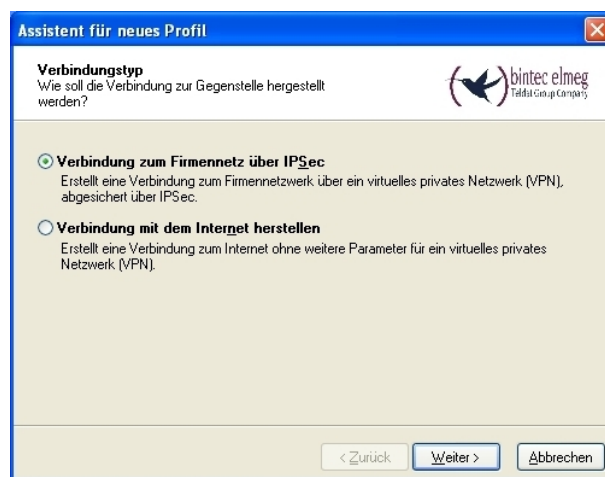 Assistent für neues Profil
Verbindungstyp
Wie soll die Verbindung zur Gegenstelle hergestellt
werden?
bintec elmeg
Teldat Group Company
Verbindung zum Firmennetz über IPSec
Erstellt eine Verbindung zum Firmennetzwerk über ein virtuelles privates Netzwerk (VPN),
abgesichert über IPSec.
Verbindung mit dem Internet herstellen
Erstellt eine Verbindung zum Internet ohne weitere Parameter für ein virtuelles privates
Netzwerk (VPN).
< Zurück
Weiter >
Abbrechen